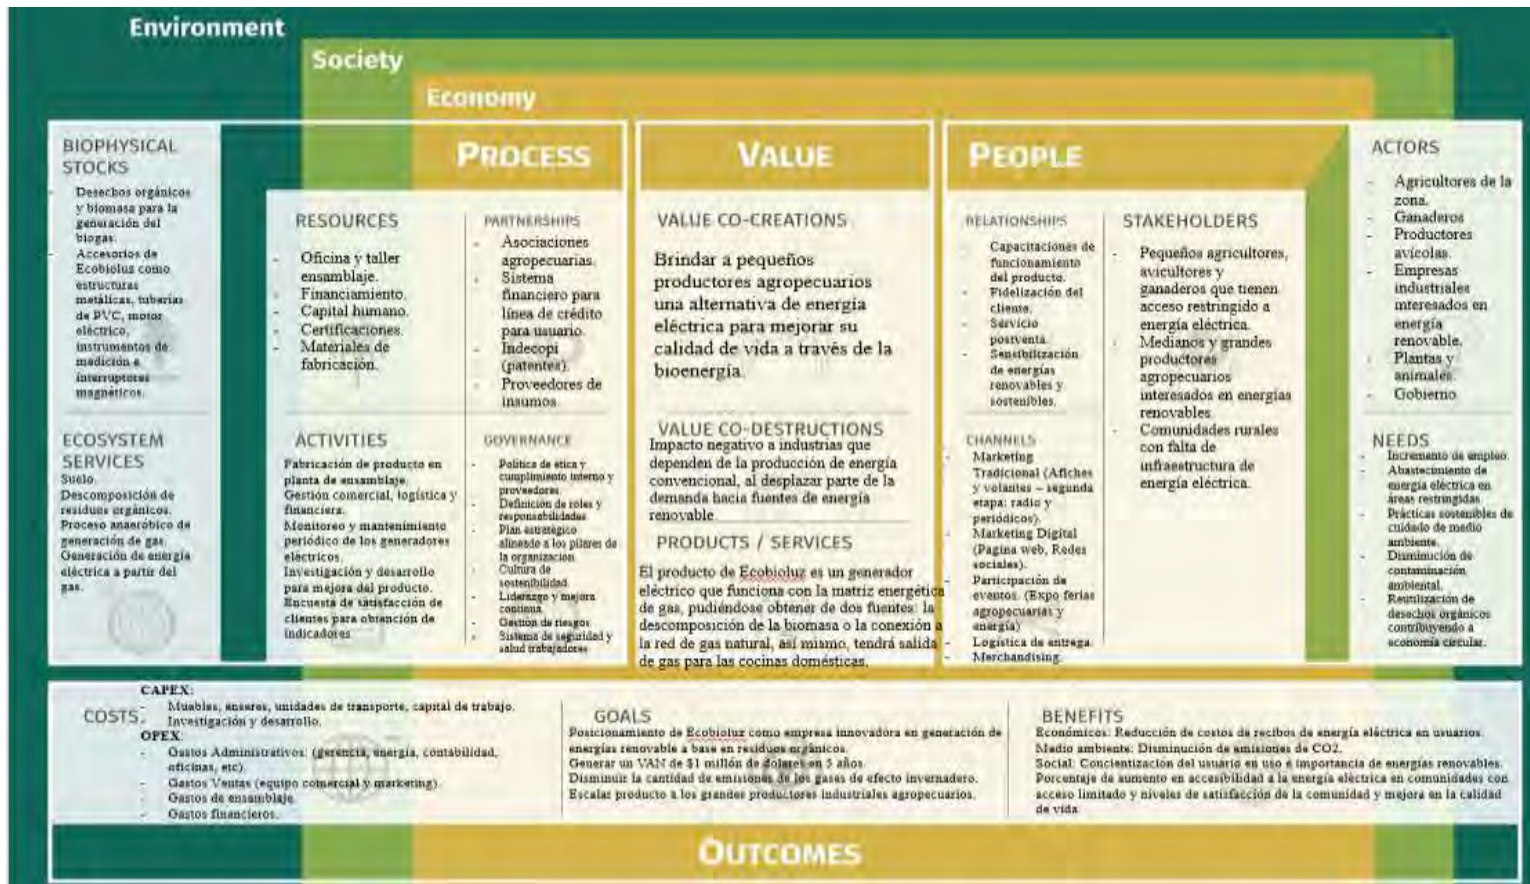 Environment
Society
Economy
PROCESS
VALUE
PEOPLE
BIOPHYSICAL
STOCKS
- Desechos orgánicos
y biomasa para la
generación del
biogas.
- Accesorios de
Ecobioluz como
estructuras
metálicas, tuberías
de PVC, motor
eléctrico,
instrumentos de
medición e
interruptores
magnéticos.
ECOSYSTEM
SERVICES
Suelo.
Descomposición de
residuos orgánicos.
Proceso anaeróbico de
generación de gas.
Generación de energía
eléctrica a partir del
gas.
RESOURCES
- Oficina y taller
ensamblaje.
- Financiamiento.
- Capital humano.
- Certificaciones.
- Materiales de
fabricación.
PARTNERSHIPS
- Asociaciones
agropecuarias.
- Sistema
financiero para
línea de crédito
para usuario.
- Indecopi
(patentes).
- Proveedores de
insumos
ACTIVITIES
Fabricación de producto en
planta de ensamblaje.
Gestión comercial, logística y
financiera.
Monitoreo y mantenimiento
periódico de los generadores
eléctricos.
Investigación y desarrollo
para mejora del producto.
Encuesta de satisfacción de
clientes para obtención de
indicadores
GOVERNANCE
- Política de ética y
cumplimiento interno y
proveedores
- Definición de roles y
responsabilidades
- Plan estratégico
alineado a los pilares de
la organización
- Cultura de
sostenibilidad.
- Liderazgo y mejora
continua.
- Gestión de riesgos
- Sistema de seguridad y
salud trabajadores
VALUE CO-CREATIONS
Brindar a pequeños
productores agropecuarios
una alternativa de energía
eléctrica para mejorar su
calidad de vida a través de la
bioenergía.
VALUE CO-DESTRUCTIONS
Impacto negativo a industrias que
dependen de la producción de energía
convencional, al desplazar parte de la
demanda hacia fuentes de energía
renovable
PRODUCTS / SERVICES
El producto de Ecobioluz es un generador
eléctrico que funciona con la matriz energética
de gas, pudiéndose obtener de dos fuentes: la
descomposición de la biomasa o la conexión a
la red de gas natural, así mismo, tendrá salida
de gas para las cocinas domésticas.
RELATIONSHIPS
- Capacitaciones de
funcionamiento
del producto.
- Fidelización del
cliente.
- Servicio
postventa.
- Sensibilización
de energías
renovables y
sostenibles.
CHANNELS
- Marketing
Tradicional (Afiches
y volantes – segunda
etapa: radio y
periódicos).
- Marketing Digital
(Pagina web, Redes
sociales).
- Participación de
eventos. (Expo ferias
agropecuarias y
energía)
- Logística de entrega.
- Merchandising.
STAKEHOLDERS
- Pequeños agricultores,
avicultores y
ganaderos que tienen
acceso restringido a
energía eléctrica.
- Medianos y grandes
productores
agropecuarios
interesados en energías
renovables
- Comunidades rurales
con falta de
infraestructura de
energía eléctrica.
ACTORS
- Agricultores de la
zona.
- Ganaderos
- Productores
avícolas.
- Empresas
industriales
interesados en
energía
renovable.
- Plantas y
animales.
- Gobierno
NEEDS
- Incremento de empleo.
- Abastecimiento de
energía eléctrica en
áreas restringidas
- Prácticas sostenibles de
cuidado de medio
ambiente.
- Disminución de
contaminación
ambiental.
- Reutilización de
desechos orgánicos
contribuyendo a
economía circular.
COSTS
CAPEX:
- Muebles, enseres, unidades de transporte, capital de trabajo.
- Investigación y desarrollo.
OPEX:
- Gastos Administrativos: (gerencia, energía, contabilidad,
oficinas, etc).
- Gastos Ventas (equipo comercial y marketing).
- Gastos de ensamblaje
- Gastos financieros.
GOALS
Posicionamiento de Ecobioluz como empresa innovadora en generación de
energías renovable a base en residuos orgánicos.
Generar un VAN de $1 millón de dólares en 5 años.
Disminuir la cantidad de emisiones de los gases de efecto invernadero.
Escalar producto a los grandes productores industriales agropecuarios.
BENEFITS
Económicos: Reducción de costos de recibos de energía eléctrica en usuarios.
Medio ambiente: Disminución de emisiones de CO2.
Social: Concientización del usuario en uso e importancia de energías renovables.
Porcentaje de aumento en accesibilidad a la energía eléctrica en comunidades con
acceso limitado y niveles de satisfacción de la comunidad y mejora en la calidad
de vida
OUTCOMES